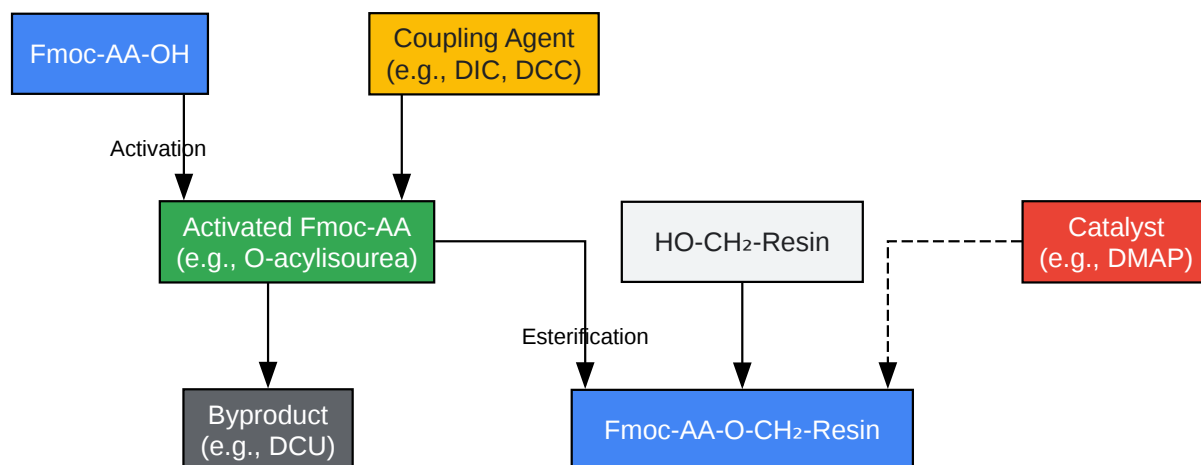 Fmoc-AA-OH
Coupling Agent
(e.g., DIC, DCC)
Activation
Activated Fmoc-AA
(e.g., O-acylisourea)
HO-CH₂-Resin
Catalyst
(e.g., DMAP)
Esterification
Byproduct
(e.g., DCU)
Fmoc-AA-O-CH₂-Resin